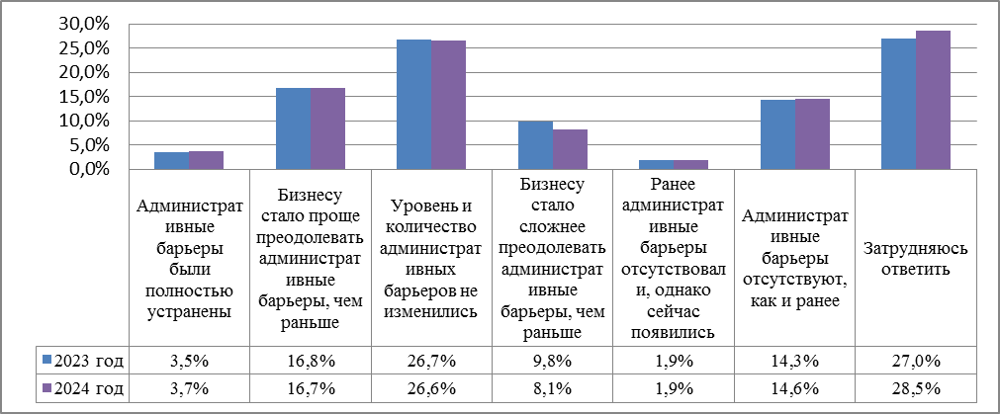 30,0%
25,0%
20,0%
15,0%
10,0%
5,0%
0,0%
Администрат
ивные
барьеры
были
полностью
устранены
Бизнесу
стало проще
преодолевать
администрат
ивные
барьеры, чем
раньше
Уровень и
количество
администрат
ивных
барьеров не
изменились
Бизнесу
стало
сложнее
преодолевать
администрат
ивные
барьеры, чем
раньше
Ранее
администрат
ивные
барьеры
отсутствовал
и, однако
сейчас
появились
Администрат
ивные
барьеры
отсутствуют,
как и ранее
Затрудняюсь
ответить
2023 год 3,5% 16,8% 26,7% 9,8% 1,9% 14,3% 27,0%
2024 год 3,7% 16,7% 26,6% 8,1% 1,9% 14,6% 28,5%